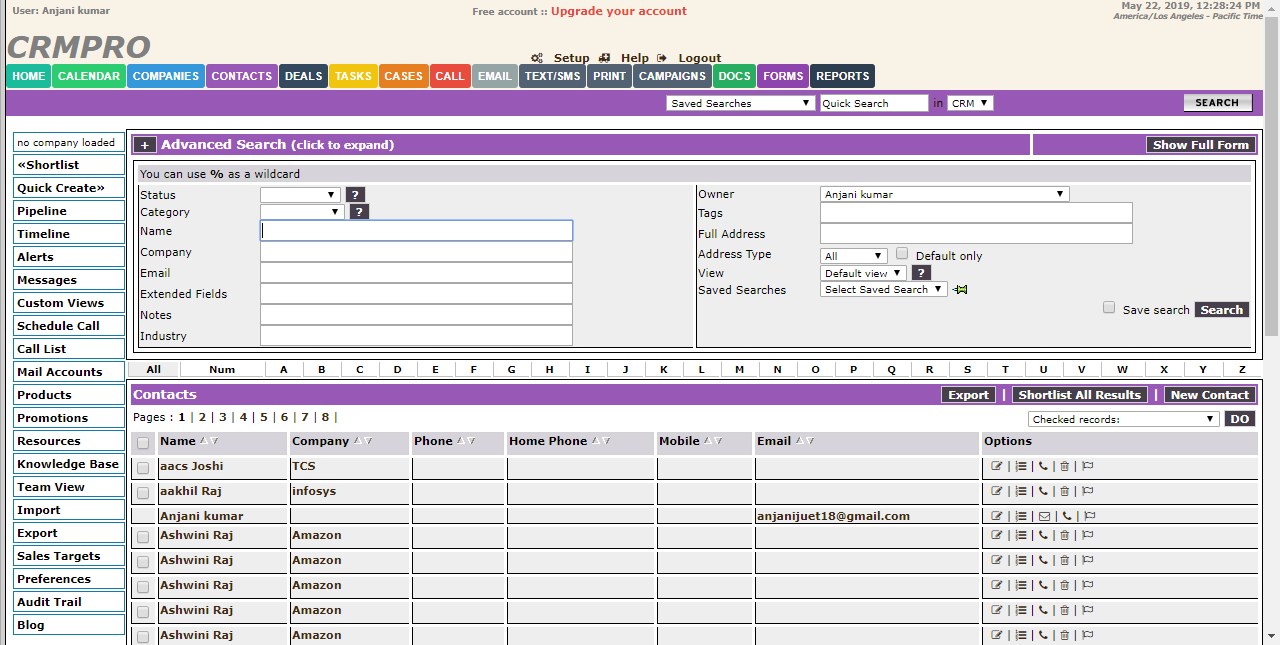 User: Anjani kumar
Free account :: Upgrade your account
May 22, 2019, 12:28:24 PM
America/Los Angeles - Pacific Time
CRMPRO
Setup Help Logout
HOME CALENDAR COMPANIES CONTACTS DEALS TASKS CASES CALL EMAIL TEXT/SMS PRINT CAMPAIGNS DOCS FORMS REPORTS
Saved Searches Quick Search in CRM SEARCH
no company loaded
«Shortlist
Quick Create»
Pipeline
Timeline
Alerts
Messages
Custom Views
Schedule Call
Call List
Mail Accounts
Products
Promotions
Resources
Knowledge Base
Team View
Import
Export
Sales Targets
Preferences
Audit Trail
Blog
+ Advanced Search (click to expand) Show Full Form
You can use % as a wildcard
Status ?
Category ?
Name
Company
Email
Extended Fields
Notes
Industry
Owner Anjani kumar
Tags
Full Address
Address Type All Default only
View Default view ?
Saved Searches Select Saved Search
Save search Search
All Num A B C D E F G H I J K L M N O P Q R S T U V W X Y Z
Contacts Export | Shortlist All Results | New Contact
Pages : 1 | 2 | 3 | 4 | 5 | 6 | 7 | 8 |
Checked records: DO
Name Company Phone Home Phone Mobile Email Options
aacs Joshi TCS | | | |
aakhil Raj infosys | | | |
Anjani kumar anjanijuet18@gmail.com | | | |
Ashwini Raj Amazon | | | |
Ashwini Raj Amazon | | | |
Ashwini Raj Amazon | | | |
Ashwini Raj Amazon | | | |
Ashwini Raj Amazon | | | |